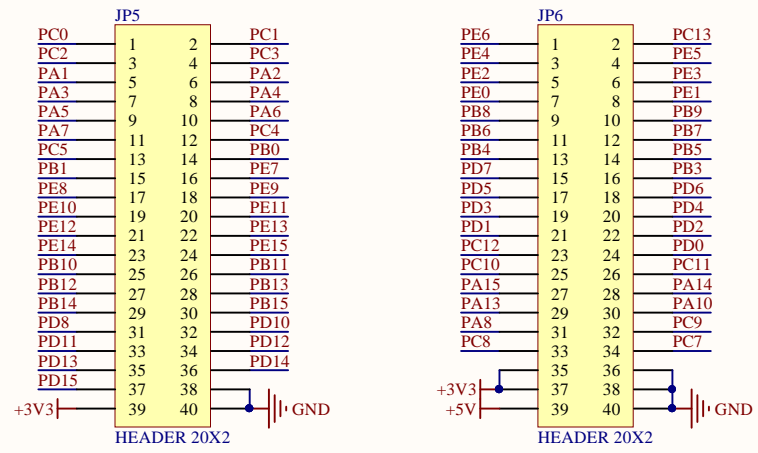 JP5
PC0 1 2 PC1
PC2 3 4 PC3
PA1 5 6 PA2
PA3 7 8 PA4
PA5 9 10 PA6
PA7 11 12 PC4
PC5 13 14 PB0
PB1 15 16 PE7
PE8 17 18 PE9
PE10 19 20 PE11
PE12 21 22 PE13
PE14 23 24 PE15
PB10 25 26 PB11
PB12 27 28 PB13
PB14 29 30 PB15
PD8 31 32 PD10
PD11 33 34 PD12
PD13 35 36 PD14
PD15 37 38
+3V3 39 40 GND
HEADER 20X2
JP6
PE6 1 2 PC13
PE4 3 4 PE5
PE2 5 6 PE3
PE0 7 8 PE1
PB8 9 10 PB9
PB6 11 12 PB7
PB4 13 14 PB5
PD7 15 16 PB3
PD5 17 18 PD6
PD3 19 20 PD4
PD1 21 22 PD2
PC12 23 24 PD0
PC10 25 26 PC11
PA15 27 28 PA14
PA13 29 30 PA10
PA8 31 32 PC9
PC8 33 34 PC7
35 36
+3V3 37 38
+5V 39 40 GND
HEADER 20X2